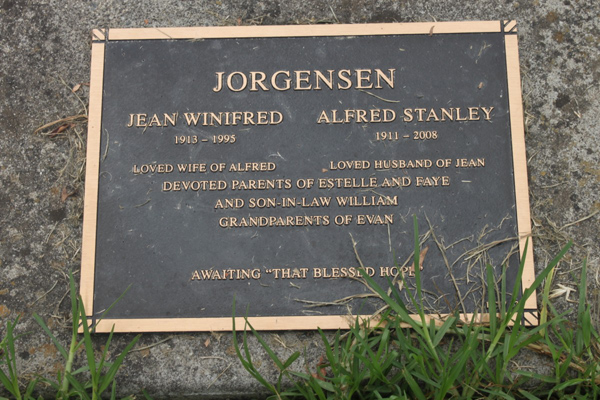 JORGENSEN
JEAN WINIFRED ALFRED STANLEY
1913 – 1995 1911 – 2008
LOVED WIFE OF ALFRED LOVED HUSBAND OF JEAN
DEVOTED PARENTS OF ESTELLE AND FAYE
AND SON-IN-LAW WILLIAM
GRANDPARENTS OF EVAN
AWAITING "THAT BLESSED HOPE"